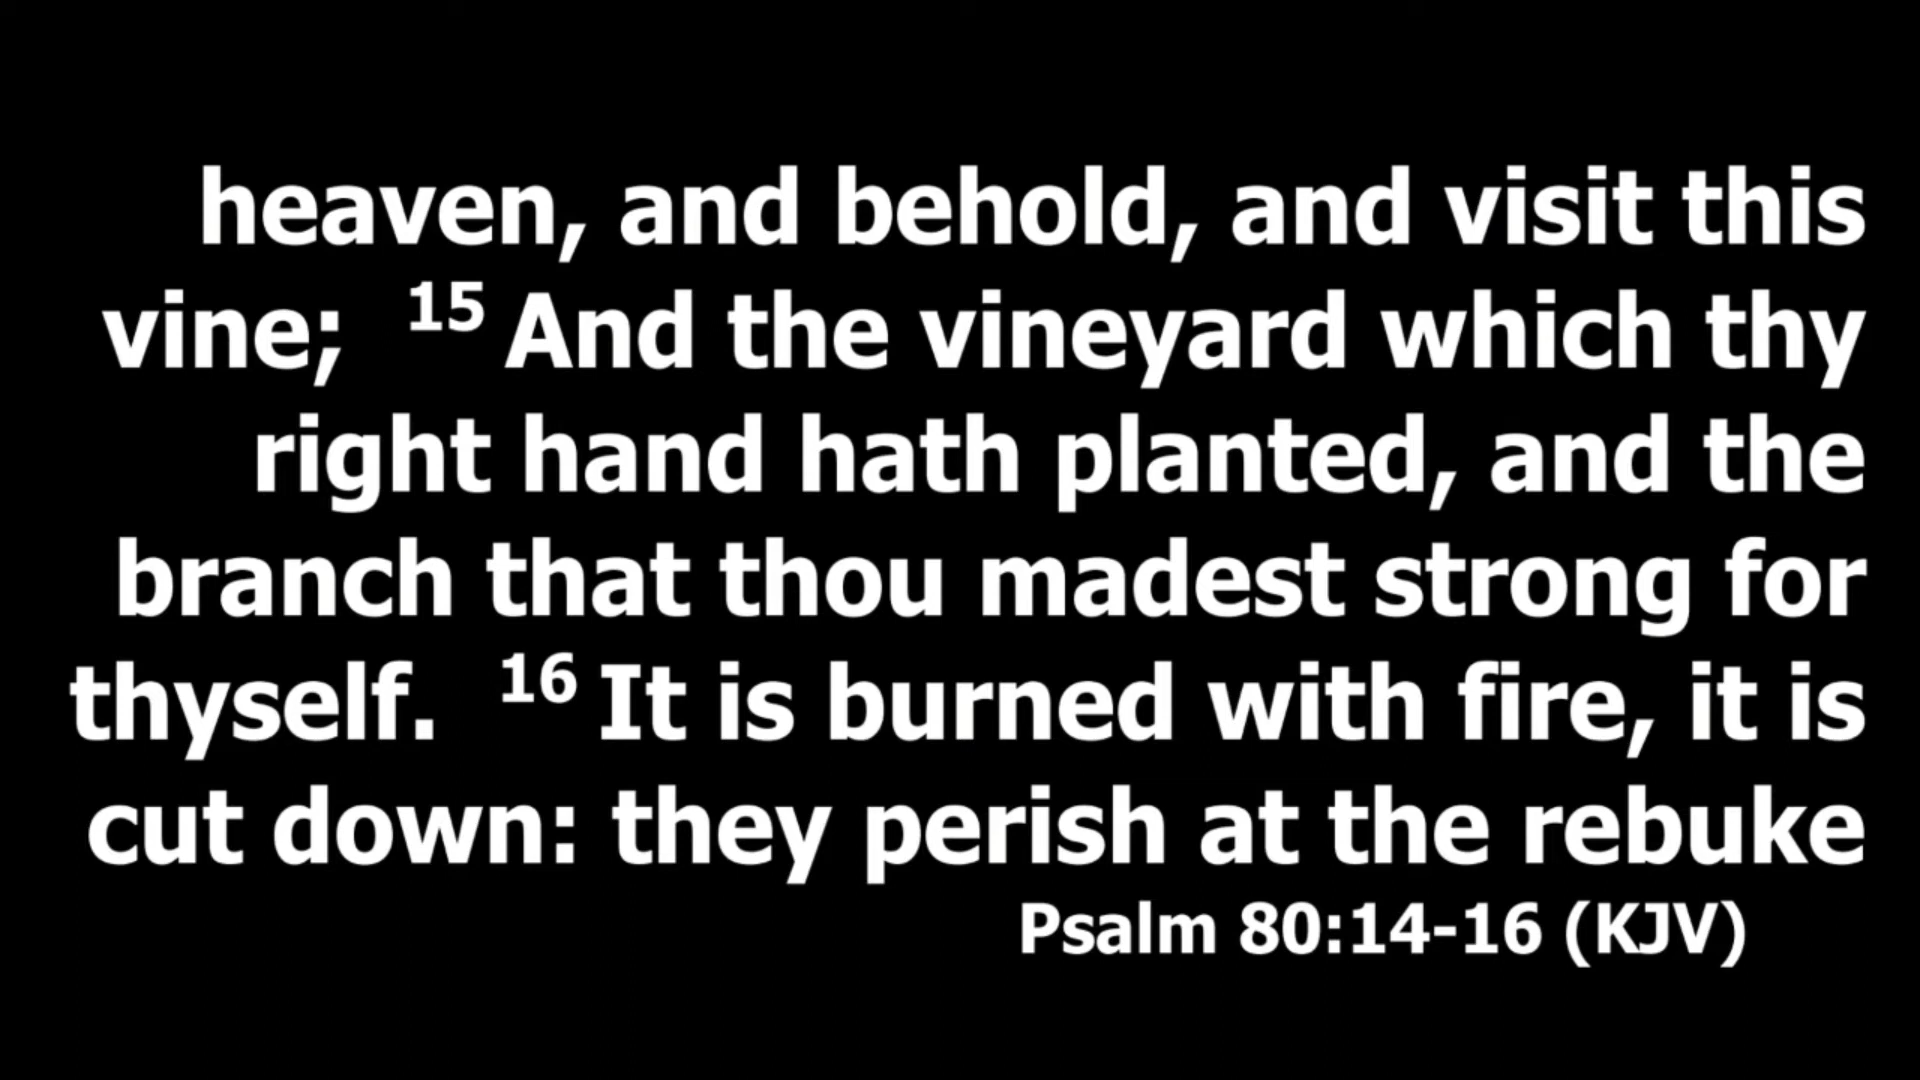 heaven, and behold, and visit this
vine; 15 And the vineyard which thy
right hand hath planted, and the
branch that thou madest strong for
thyself. 16 It is burned with fire, it is
cut down: they perish at the rebuke
Psalm 80:14-16 (KJV)